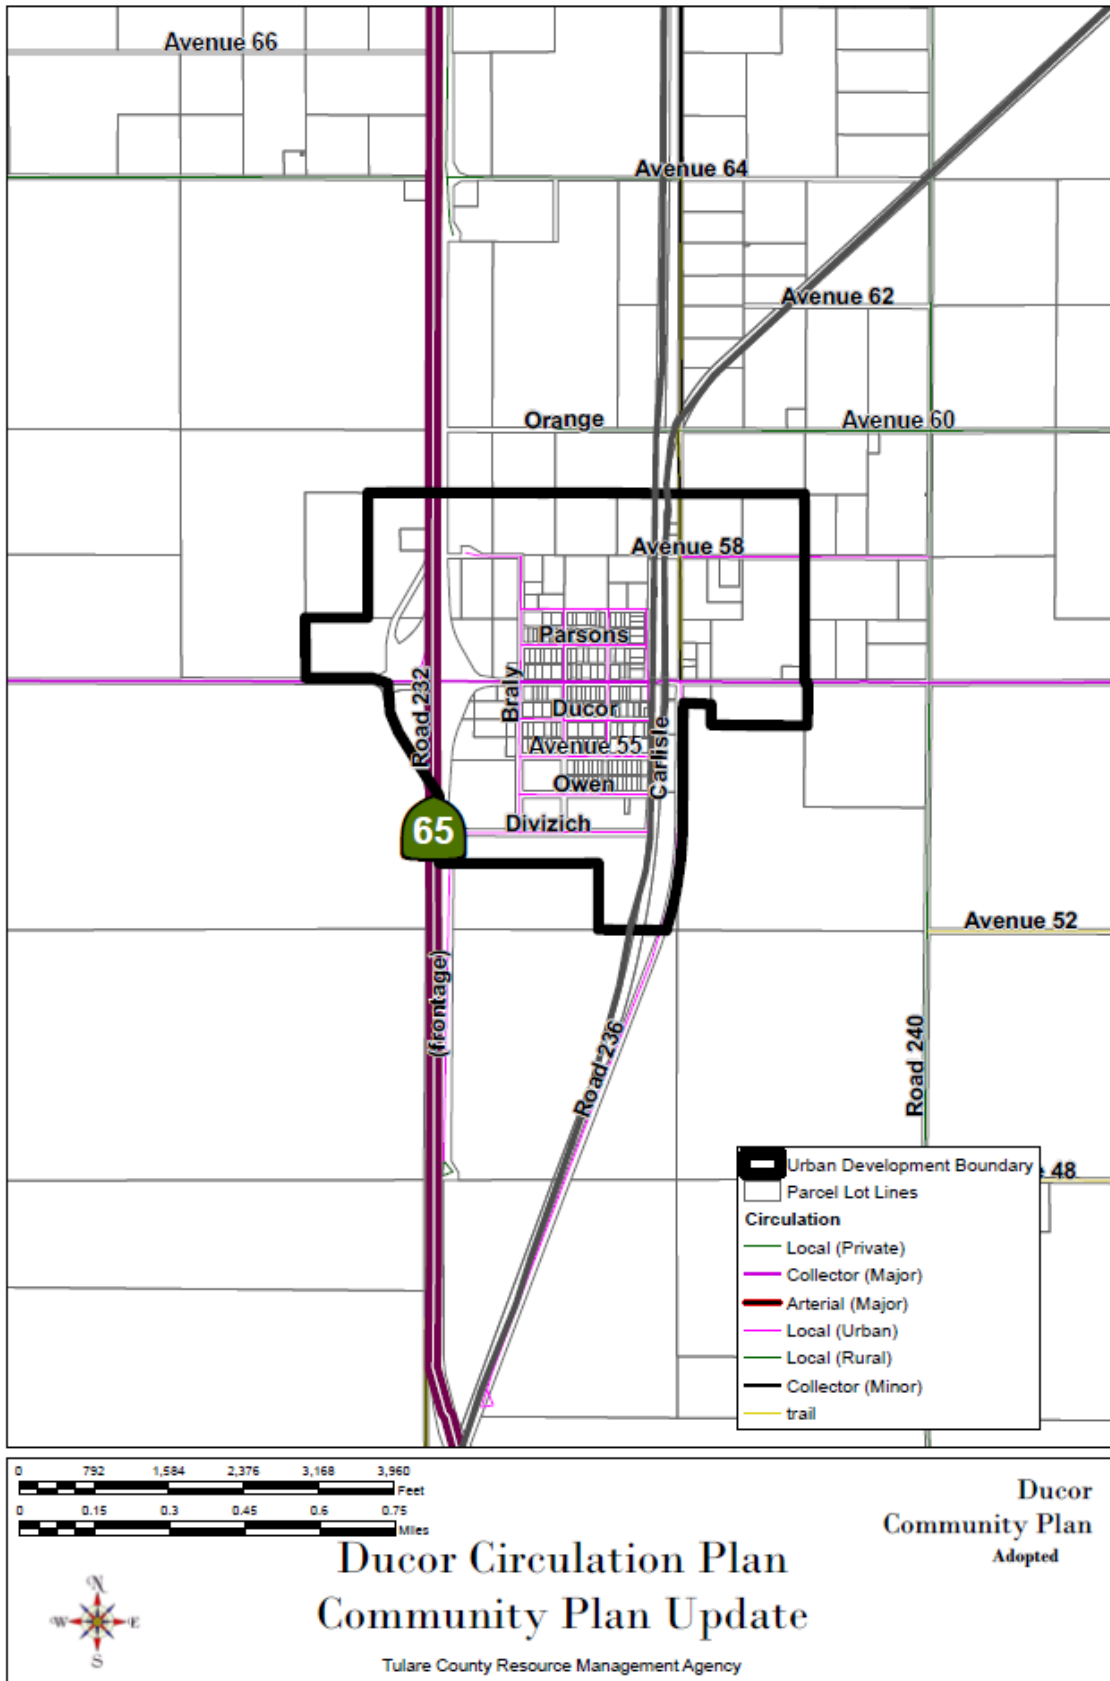 Avenue 66
Avenue 64
Avenue 62
Orange
Avenue 60
Avenue 58
Parsons
Road 232
Braly
Ducor
Carlisle
Avenue 55
Owen
65
Divizich
Avenue 52
(frontage)
Road 236
Road 240
48
Urban Development Boundary
Parcel Lot Lines
Circulation
Local (Private)
Collector (Major)
Arterial (Major)
Local (Urban)
Local (Rural)
Collector (Minor)
trail
0 792 1,584 2,376 3,168 3,960
Feet
0 0.15 0.3 0.45 0.6 0.75
Miles
Ducor
Community Plan
Adopted
Ducor Circulation Plan
Community Plan Update
Tulare County Resource Management Agency
N
W E
S